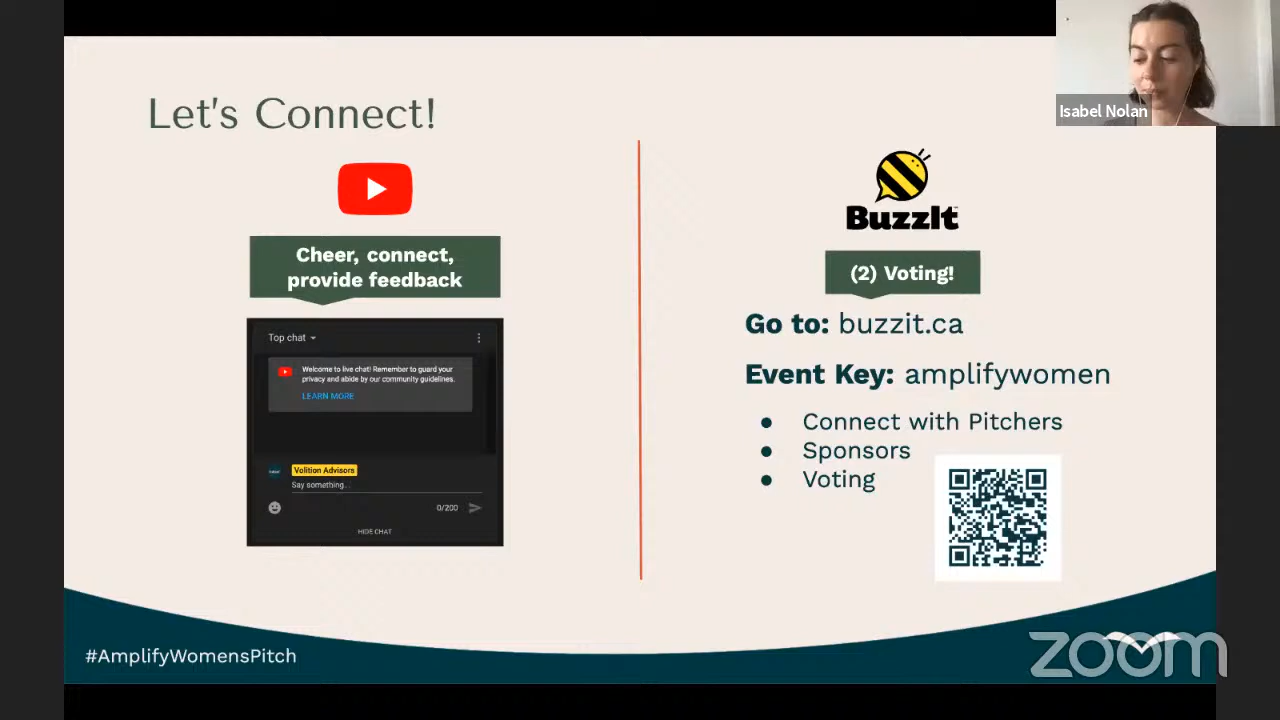 Isabel Nolan
Let's Connect!
Cheer, connect,
provide feedback
Top chat
Welcome to live chat! Remember to guard your
privacy and abide by our community guidelines.
LEARN MORE
Volition Advisors
Say something...
0/200
HIDE CHAT
BuzzIt
(2) Voting!
Go to: buzzit.ca
Event Key: amplifywomen
● Connect with Pitchers
● Sponsors
● Voting
#AmplifyWomensPitch
zoom